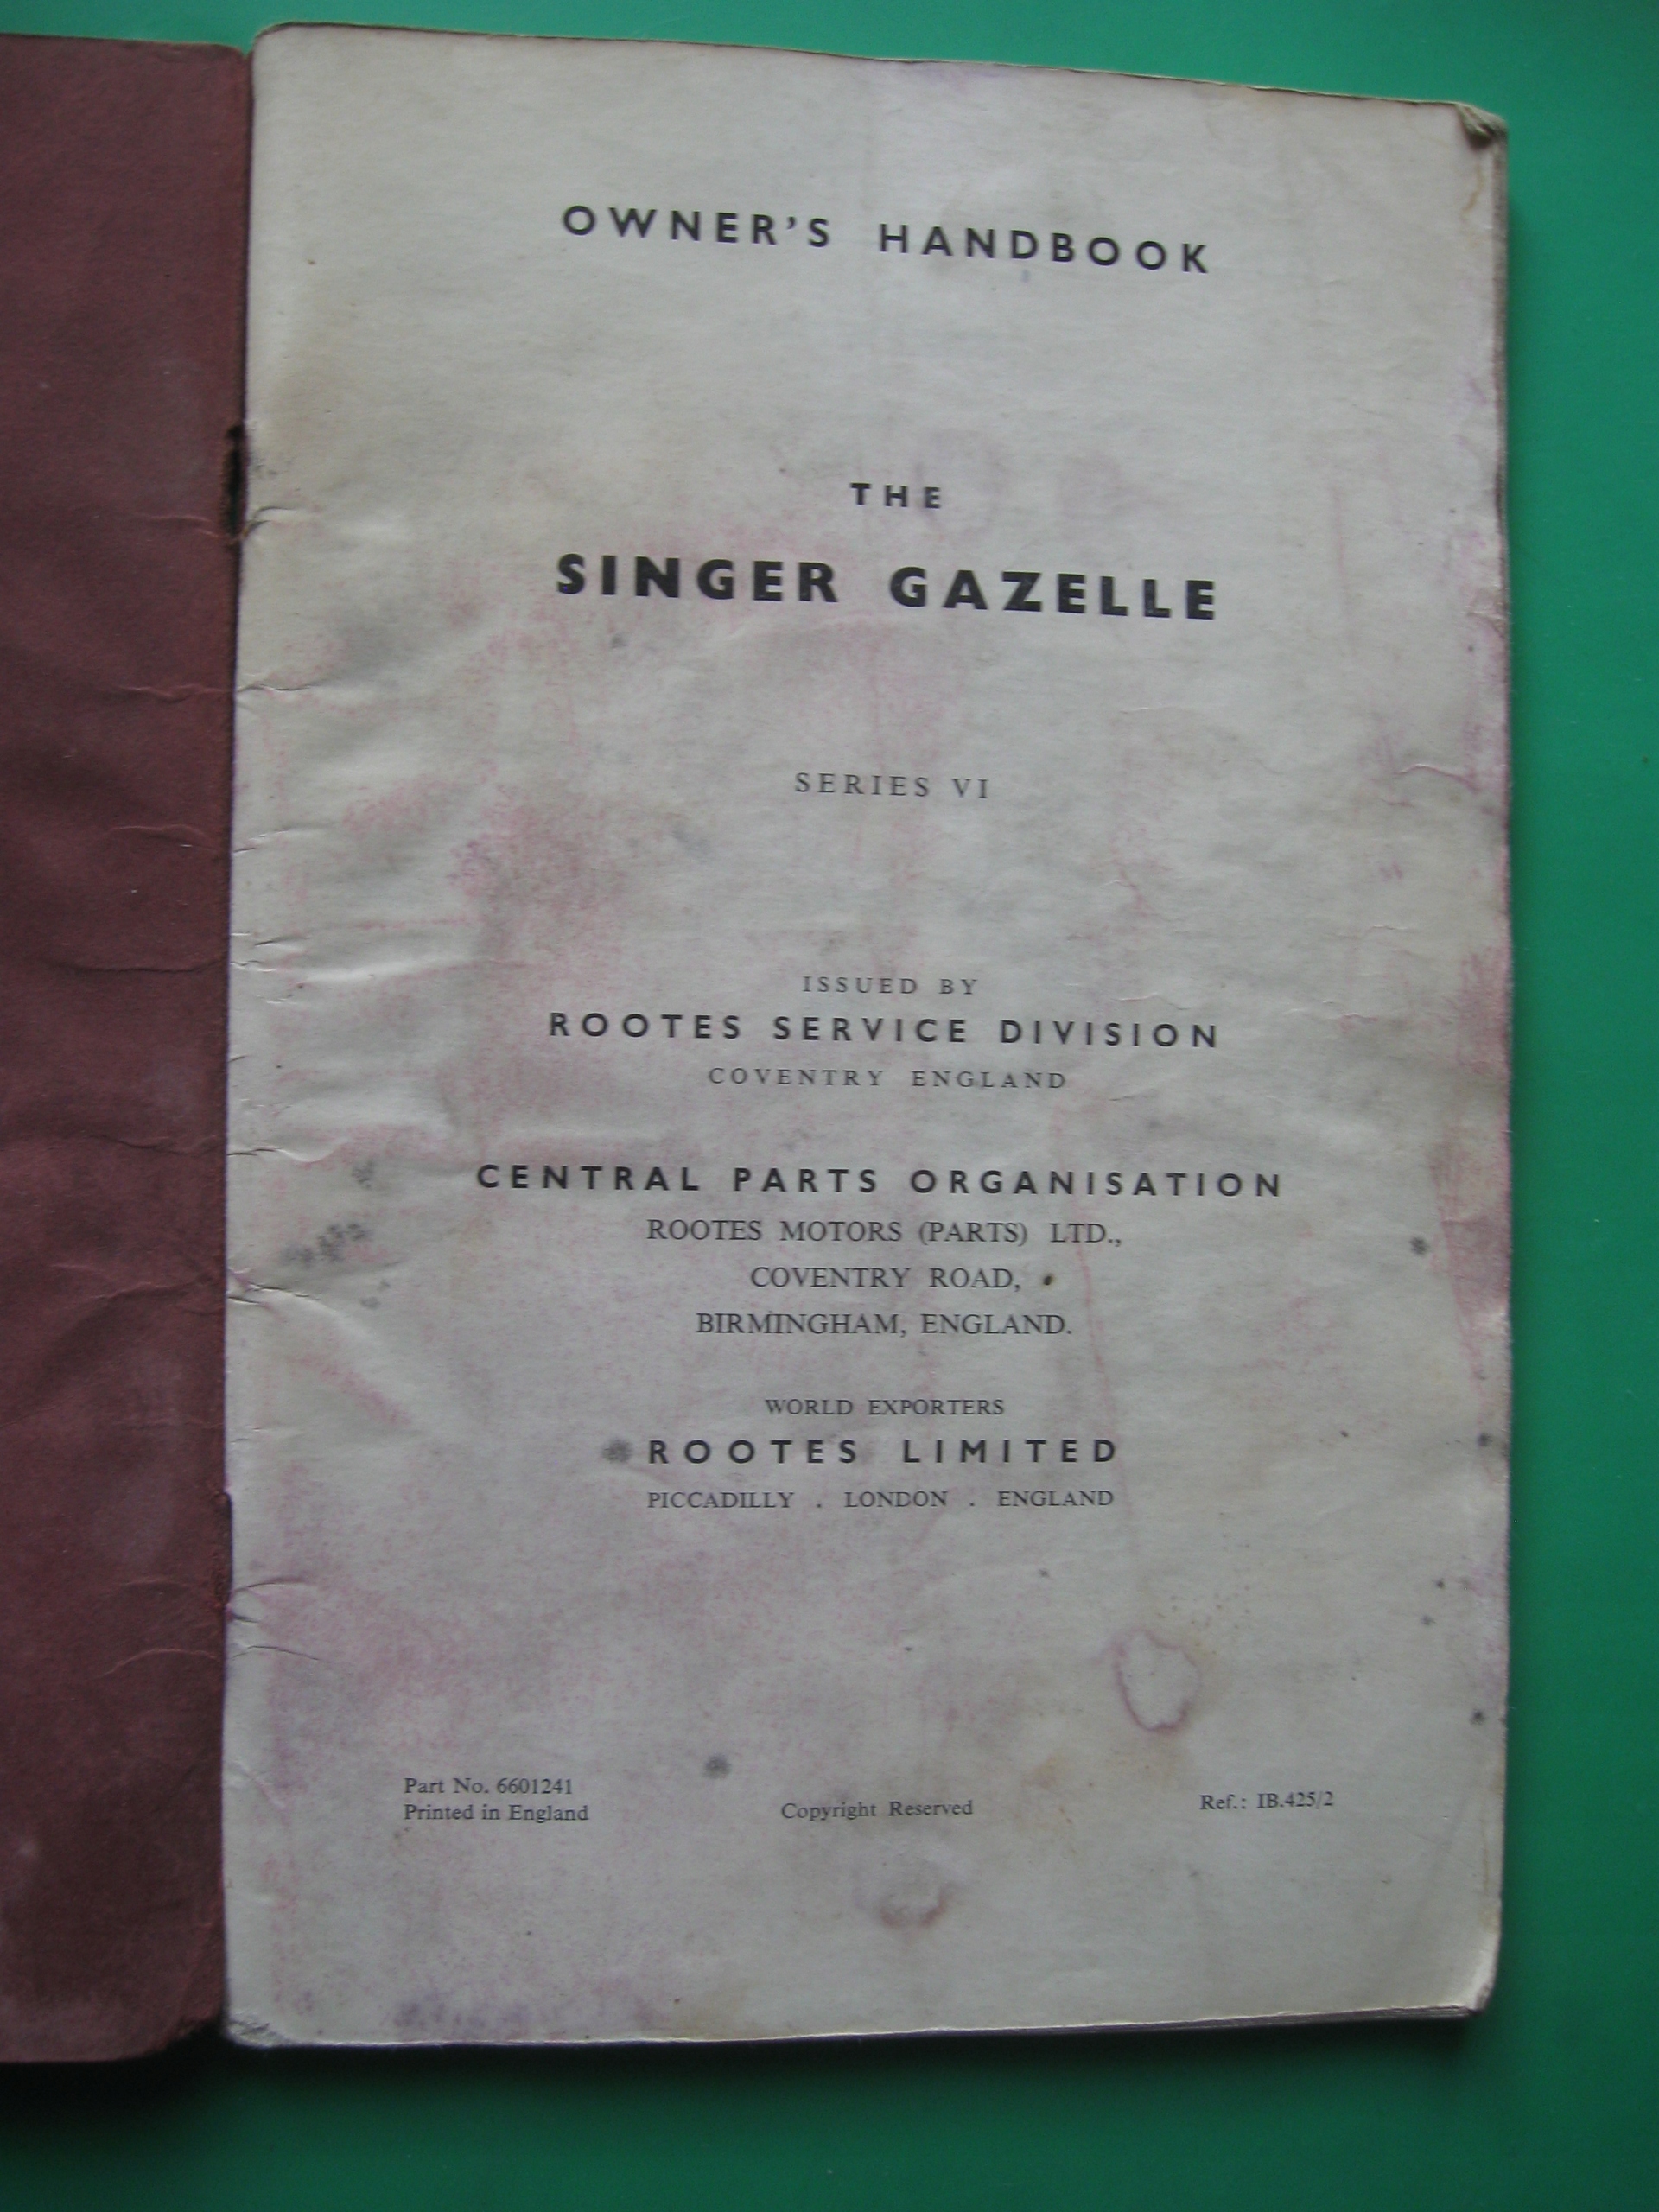 OWNER'S HANDBOOK
THE
SINGER GAZELLE
SERIES VI
ISSUED BY
ROOTES SERVICE DIVISION
COVENTRY ENGLAND
CENTRAL PARTS ORGANISATION
ROOTES MOTORS (PARTS) LTD.,
COVENTRY ROAD,
BIRMINGHAM, ENGLAND.
WORLD EXPORTERS
ROOTES LIMITED
PICCADILLY . LONDON . ENGLAND
Part No. 6601241
Printed in England
Copyright Reserved
Ref.: IB.425/2